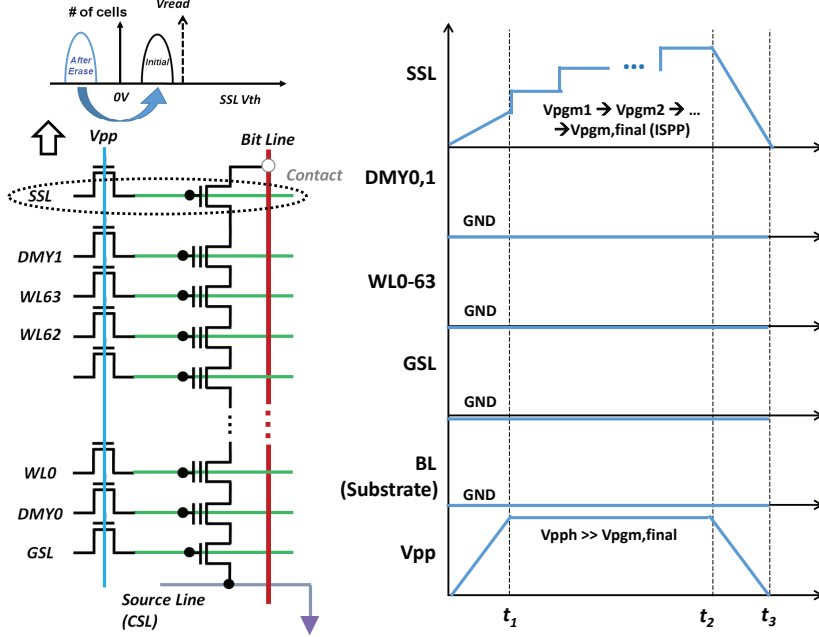 # of cells
Vread
After
Erase
Initial
0V
SSL Vth
Vpp
Bit Line
Contact
SSL
DMY1
WL63
WL62
WL0
DMY0
GSL
Source Line
(CSL)
SSL
Vpgm1 → Vpgm2 → ...
→Vpgm,final (ISPP)
DMY0,1
GND
WL0-63
GND
GSL
GND
BL
(Substrate)
GND
Vpp
Vpph >> Vpgm,final
t1
t2
t3